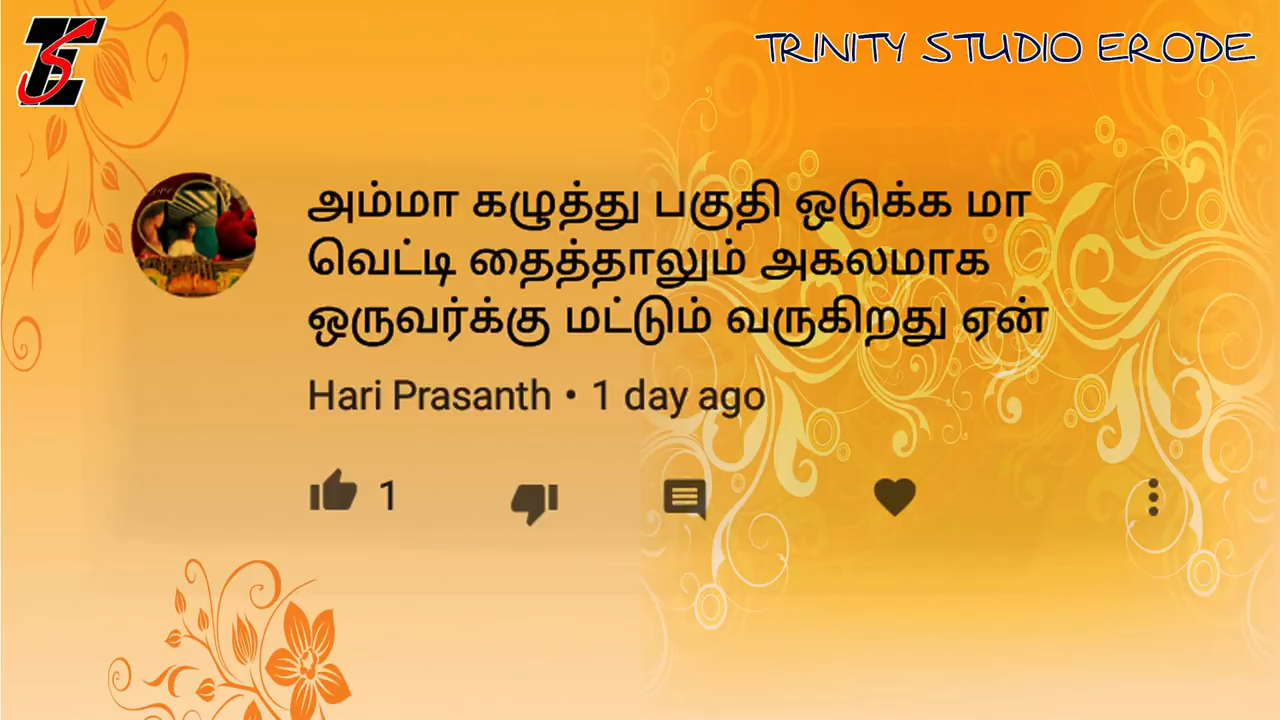 TRINITY STUDIO ERODE
அம்மா கழுத்து பகுதி ஒடுக்க மா
வெட்டி தைத்தாலும் அகலமாக
ஒருவர்க்கு மட்டும் வருகிறது ஏன்
Hari Prasanth • 1 day ago
1